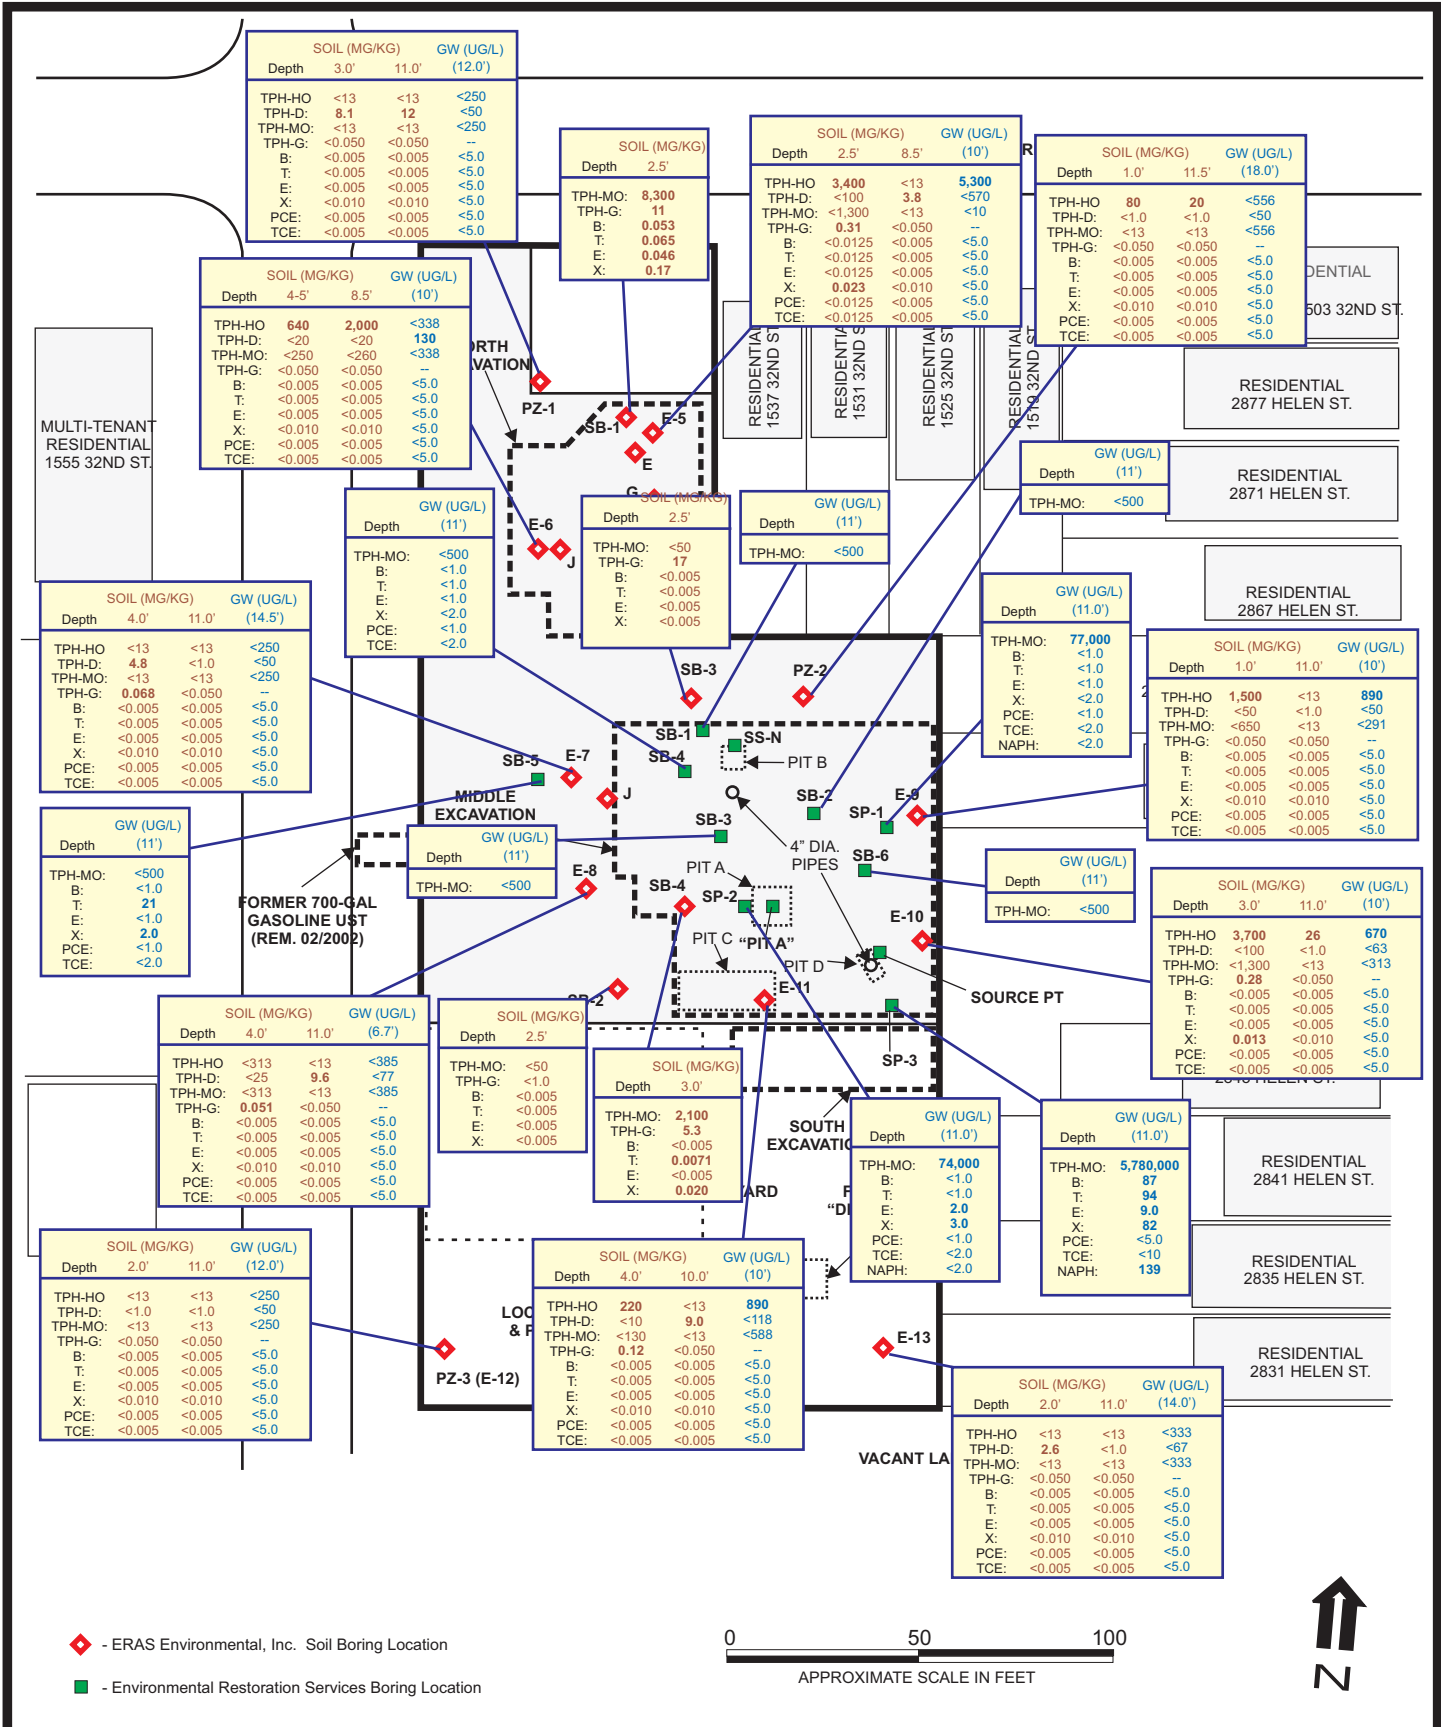 SOIL (MG/KG) GW (UG/L)
Depth 3.0' 11.0' (12.0')
TPH-HO <13 <13 <250
TPH-D: 8.1 12 <50
TPH-MO: <13 <13 <250
TPH-G: <0.050 <0.050 --
B: <0.005 <0.005 <5.0
T: <0.005 <0.005 <5.0
E: <0.005 <0.005 <5.0
X: <0.010 <0.010 <5.0
PCE: <0.005 <0.005 <5.0
TCE: <0.005 <0.005 <5.0
SOIL (MG/KG)
Depth 2.5'
TPH-MO: 8,300
TPH-G: 11
B: 0.053
T: 0.065
E: 0.046
X: 0.17
SOIL (MG/KG) GW (UG/L)
Depth 2.5' 8.5' (10')
TPH-HO 3,400 <13 5,300
TPH-D: <100 3.8 <570
TPH-MO: <1,300 <13 <10
TPH-G: 0.31 <0.050 --
B: <0.0125 <0.005 <5.0
T: <0.0125 <0.005 <5.0
E: <0.0125 <0.005 <5.0
X: 0.023 <0.010 <5.0
PCE: <0.0125 <0.005 <5.0
TCE: <0.0125 <0.005 <5.0
R
SOIL (MG/KG) GW (UG/L)
Depth 1.0' 11.5' (18.0')
TPH-HO 80 20 <556
TPH-D: <1.0 <1.0 <50
TPH-MO: <13 <13 <556
TPH-G: <0.050 <0.050 --
B: <0.005 <0.005 <5.0
T: <0.005 <0.005 <5.0
E: <0.005 <0.005 <5.0
X: <0.010 <0.010 <5.0
PCE: <0.005 <0.005 <5.0
TCE: <0.005 <0.005 <5.0
DENTIAL
503 32ND ST.
SOIL (MG/KG) GW (UG/L)
Depth 4-5' 8.5' (10')
TPH-HO 640 2,000 <338
TPH-D: <20 <20 130
TPH-MO: <250 <260 <338
TPH-G: <0.050 <0.050 --
B: <0.005 <0.005 <5.0
T: <0.005 <0.005 <5.0
E: <0.005 <0.005 <5.0
X: <0.010 <0.010 <5.0
PCE: <0.005 <0.005 <5.0
TCE: <0.005 <0.005 <5.0
ORTH
AVATION
PZ-1
SB-1
E-5
E
G
E-6
J
RESIDENTIAL
1537 32ND ST
RESIDENTIA
1531 32ND S
RESIDENTIAL
1525 32ND ST
RESIDENTIAL
1519 32ND ST
RESIDENTIAL
2877 HELEN ST.
MULTI-TENANT
RESIDENTIAL
1555 32ND ST.
RESIDENTIAL
2871 HELEN ST.
GW (UG/L)
Depth (11')
TPH-MO: <500
GW (UG/L)
Depth (11')
TPH-MO: <500
B: <1.0
T: <1.0
E: <1.0
X: <2.0
PCE: <1.0
TCE: <2.0
SOIL (MG/KG)
Depth 2.5'
TPH-MO: <50
TPH-G: 17
B: <0.005
T: <0.005
E: <0.005
X: <0.005
GW (UG/L)
Depth (11')
TPH-MO: <500
RESIDENTIAL
2867 HELEN ST.
SOIL (MG/KG) GW (UG/L)
Depth 4.0' 11.0' (14.5')
TPH-HO <13 <13 <250
TPH-D: 4.8 <1.0 <50
TPH-MO: <13 <13 <250
TPH-G: 0.068 <0.050 --
B: <0.005 <0.005 <5.0
T: <0.005 <0.005 <5.0
E: <0.005 <0.005 <5.0
X: <0.010 <0.010 <5.0
PCE: <0.005 <0.005 <5.0
TCE: <0.005 <0.005 <5.0
GW (UG/L)
Depth (11.0')
TPH-MO: 77,000
B: <1.0
T: <1.0
E: <1.0
X: <2.0
PCE: <1.0
TCE: <2.0
NAPH: <2.0
2
SOIL (MG/KG) GW (UG/L)
Depth 1.0' 11.0' (10')
TPH-HO 1,500 <13 890
TPH-D: <50 <1.0 <50
TPH-MO: <650 <13 <291
TPH-G: <0.050 <0.050 --
B: <0.005 <0.005 <5.0
T: <0.005 <0.005 <5.0
E: <0.005 <0.005 <5.0
X: <0.010 <0.010 <5.0
PCE: <0.005 <0.005 <5.0
TCE: <0.005 <0.005 <5.0
SB-3
PZ-2
SB-1
SS-N
SB-4
PIT B
SB-5
E-7
J
MIDDLE
EXCAVATION
SB-2
SP-1
E-9
SB-3
4” DIA.
PIPES
SB-6
PIT A
E-8
SB-4
SP-2
E-10
PIT C
“PIT A”
PIT D
E-11
SOURCE PT
SB-2
SP-3
GW (UG/L)
Depth (11')
TPH-MO: <500
B: <1.0
T: 21
E: <1.0
X: 2.0
PCE: <1.0
TCE: <2.0
GW (UG/L)
Depth (11')
TPH-MO: <500
FORMER 700-GAL
GASOLINE UST
(REM. 02/2002)
GW (UG/L)
Depth (11')
TPH-MO: <500
SOIL (MG/KG) GW (UG/L)
Depth 3.0' 11.0' (10')
TPH-HO 3,700 26 670
TPH-D: <100 <1.0 <63
TPH-MO: <1,300 <13 <313
TPH-G: 0.28 <0.050 --
B: <0.005 <0.005 <5.0
T: <0.005 <0.005 <5.0
E: <0.005 <0.005 <5.0
X: 0.013 <0.010 <5.0
PCE: <0.005 <0.005 <5.0
TCE: <0.005 <0.005 <5.0
SOIL (MG/KG) GW (UG/L)
Depth 4.0' 11.0' (6.7')
TPH-HO <313 <13 <385
TPH-D: <25 9.6 <77
TPH-MO: <313 <13 <385
TPH-G: 0.051 <0.050 --
B: <0.005 <0.005 <5.0
T: <0.005 <0.005 <5.0
E: <0.005 <0.005 <5.0
X: <0.010 <0.010 <5.0
PCE: <0.005 <0.005 <5.0
TCE: <0.005 <0.005 <5.0
SOIL (MG/KG)
Depth 2.5'
TPH-MO: <50
TPH-G: <1.0
B: <0.005
T: <0.005
E: <0.005
X: <0.005
SOIL (MG/KG)
Depth 3.0'
TPH-MO: 2,100
TPH-G: 5.3
B: <0.005
T: 0.0071
E: <0.005
X: 0.020
SOUTH
EXCAVATIO
ARD
F
“DI
GW (UG/L)
Depth (11.0')
TPH-MO: 74,000
B: <1.0
T: <1.0
E: 2.0
X: 3.0
PCE: <1.0
TCE: <2.0
NAPH: <2.0
GW (UG/L)
Depth (11.0')
TPH-MO: 5,780,000
B: 87
T: 94
E: 9.0
X: 82
PCE: <5.0
TCE: <10
NAPH: 139
RESIDENTIAL
2841 HELEN ST.
RESIDENTIAL
2835 HELEN ST.
RESIDENTIAL
2831 HELEN ST.
SOIL (MG/KG) GW (UG/L)
Depth 2.0' 11.0' (12.0')
TPH-HO <13 <13 <250
TPH-D: <1.0 <1.0 <50
TPH-MO: <13 <13 <250
TPH-G: <0.050 <0.050 --
B: <0.005 <0.005 <5.0
T: <0.005 <0.005 <5.0
E: <0.005 <0.005 <5.0
X: <0.010 <0.010 <5.0
PCE: <0.005 <0.005 <5.0
TCE: <0.005 <0.005 <5.0
LOC
& F
PZ-3 (E-12)
SOIL (MG/KG) GW (UG/L)
Depth 4.0' 10.0' (10')
TPH-HO 220 <13 890
TPH-D: <10 9.0 <118
TPH-MO: <130 <13 <588
TPH-G: 0.12 <0.050 --
B: <0.005 <0.005 <5.0
T: <0.005 <0.005 <5.0
E: <0.005 <0.005 <5.0
X: <0.010 <0.010 <5.0
PCE: <0.005 <0.005 <5.0
TCE: <0.005 <0.005 <5.0
E-13
VACANT LA
SOIL (MG/KG) GW (UG/L)
Depth 2.0' 11.0' (14.0')
TPH-HO <13 <13 <333
TPH-D: 2.6 <1.0 <67
TPH-MO: <13 <13 <333
TPH-G: <0.050 <0.050 --
B: <0.005 <0.005 <5.0
T: <0.005 <0.005 <5.0
E: <0.005 <0.005 <5.0
X: <0.010 <0.010 <5.0
PCE: <0.005 <0.005 <5.0
TCE: <0.005 <0.005 <5.0
- ERAS Environmental, Inc. Soil Boring Location
- Environmental Restoration Services Boring Location
0 50 100
APPROXIMATE SCALE IN FEET
N